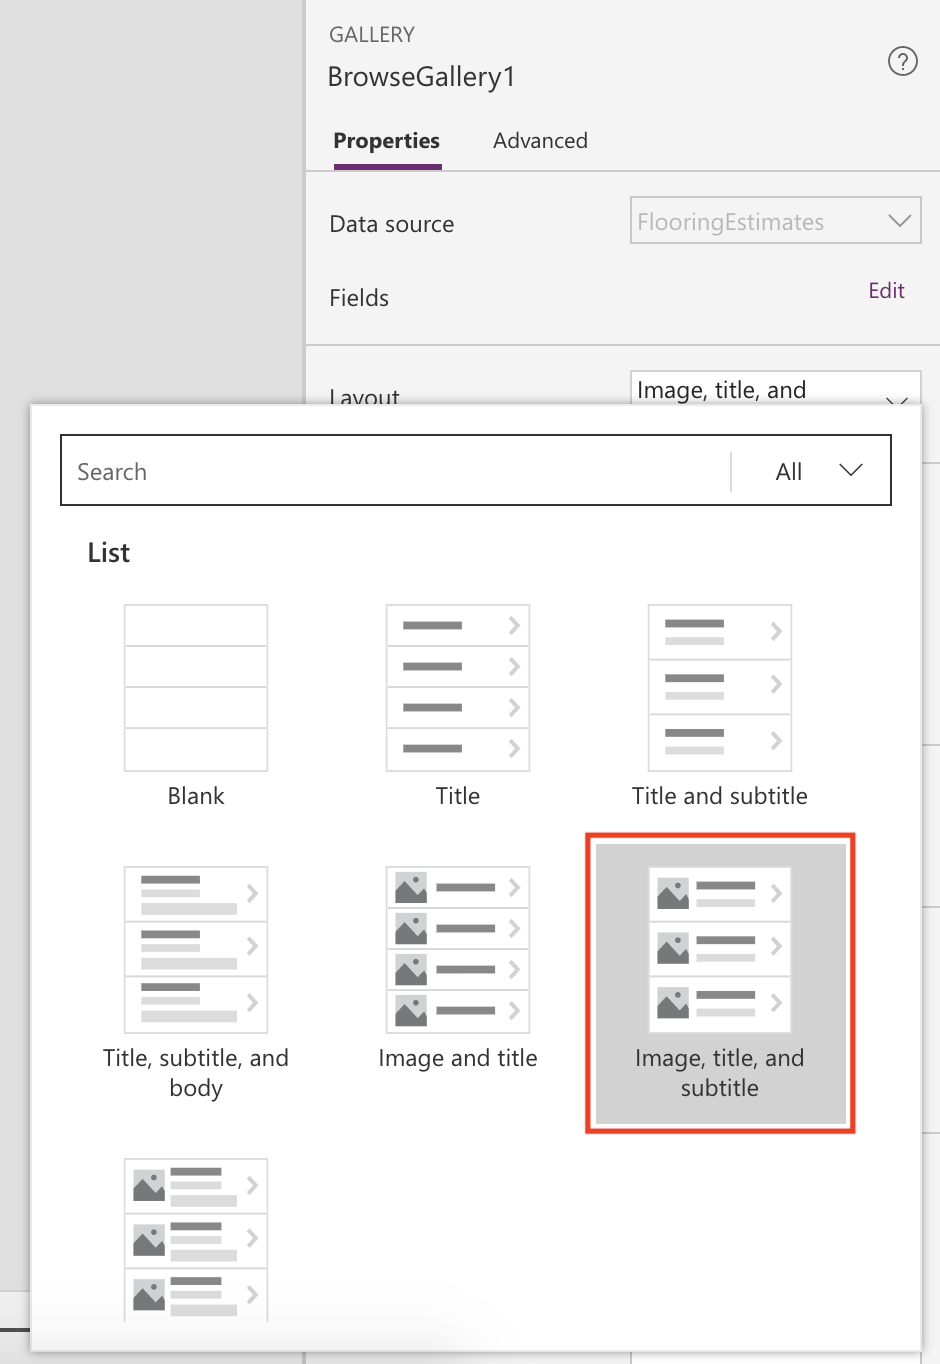 GALLERY
BrowseGallery1
?
Properties Advanced
Data source FlooringEstimates
Fields Edit
Layout Image, title, and
Search All
List
Blank Title Title and subtitle
Title, subtitle, and Image and title Image, title, and
body subtitle